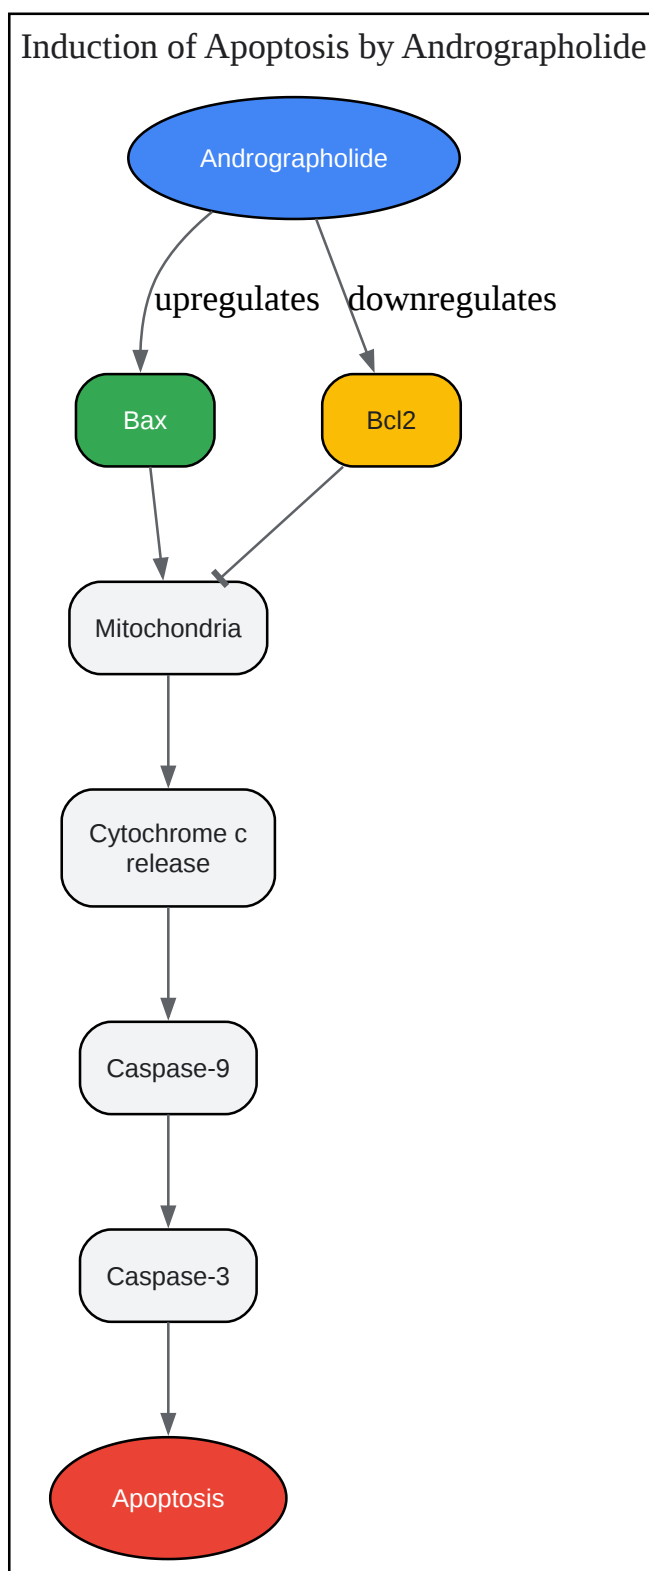 Induction of Apoptosis by Andrographolide
Andrographolide
upregulates
downregulates
Bax
Bcl2
Mitochondria
Cytochrome c
release
Caspase-9
Caspase-3
Apoptosis